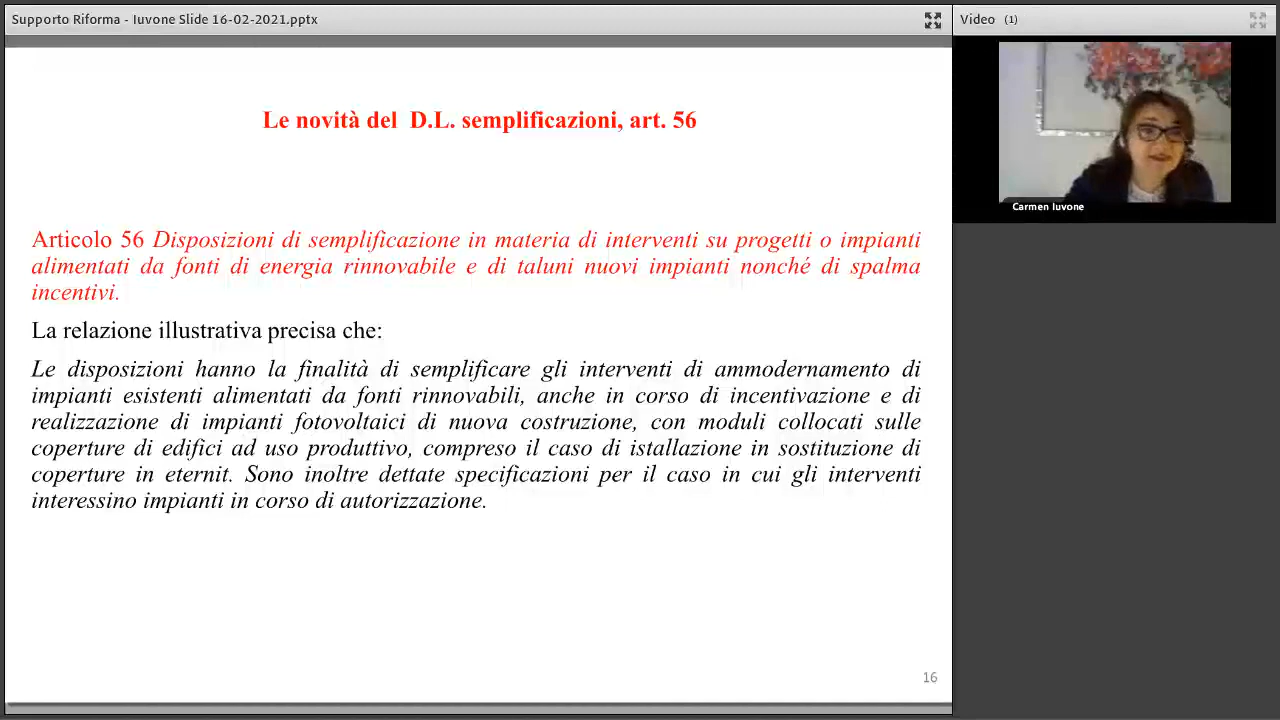 Supporto Riforma - Iuvone Slide 16-02-2021.pptx
Video (1)
Carmen Iuvone
Le novità del D.L. semplificazioni, art. 56
Articolo 56 Disposizioni di semplificazione in materia di interventi su progetti o impianti
alimentati da fonti di energia rinnovabile e di taluni nuovi impianti nonché di spalma
incentivi.
La relazione illustrativa precisa che:
Le disposizioni hanno la finalità di semplificare gli interventi di ammodernamento di
impianti esistenti alimentati da fonti rinnovabili, anche in corso di incentivazione e di
realizzazione di impianti fotovoltaici di nuova costruzione, con moduli collocati sulle
coperture di edifici ad uso produttivo, compreso il caso di istallazione in sostituzione di
coperture in eternit. Sono inoltre dettate specificazioni per il caso in cui gli interventi
interessino impianti in corso di autorizzazione.
16